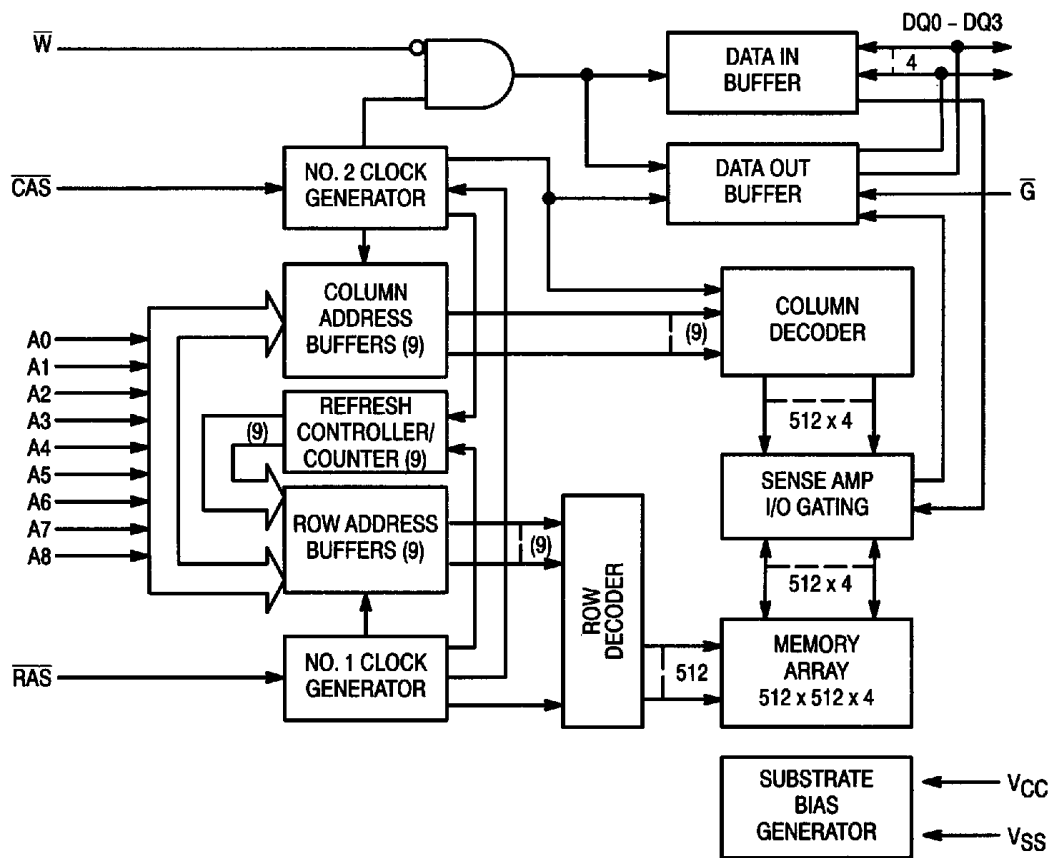 DQ0 – DQ3
W̅
DATA IN
BUFFER
4
NO. 2 CLOCK
GENERATOR
DATA OUT
BUFFER
C̅A̅S̅
G̅
COLUMN
ADDRESS
BUFFERS (9)
(9)
COLUMN
DECODER
A0
A1
A2
A3
A4
A5
A6
A7
A8
REFRESH
CONTROLLER/
COUNTER (9)
(9)
512 x 4
SENSE AMP
I/O GATING
ROW ADDRESS
BUFFERS (9)
(9)
ROW
DECODER
512 x 4
R̅A̅S̅
NO. 1 CLOCK
GENERATOR
512
MEMORY
ARRAY
512 x 512 x 4
SUBSTRATE
BIAS
GENERATOR
VCC
VSS